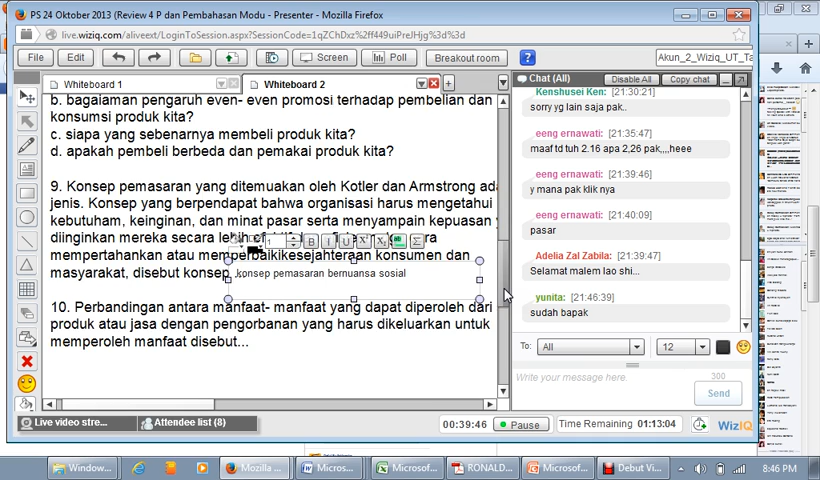 PS 24 Oktober 2013 (Review 4 P dan Pembahasan Modu - Presenter - Mozilla Firefox
live.wiziq.com/aliveext/LoginToSession.aspx?SessionCode=1qZChDxz%2ff449uiPreJHjg%3d%3d
File
Edit
Screen
Poll
Breakout room
?
Akun_2_Wiziq_UT_Ta
Whiteboard 1
Whiteboard 2
b. bagaiaman pengaruh even- even promosi terhadap pembelian dan
konsumsi produk kita?
c. siapa yang sebenarnya membeli produk kita?
d. apakah pembeli berbeda dan pemakai produk kita?
9. Konsep pemasaran yang ditemuakan oleh Kotler dan Armstrong ada
jenis. Konsep yang berpendapat bahwa organisasi harus mengetahui
kebutuham, keinginan, dan minat pasar serta menyampain kepuasan y
diinginkan mereka secara lebih
mempertahankan atau memperbaikikesejahteraan konsumen dan
masyarakat, disebut konsep
konsep pemasaran bernuansa sosial
10. Perbandingan antara manfaat- manfaat yang dapat diperoleh dari
produk atau jasa dengan pengorbanan yang harus dikeluarkan untuk
memperoleh manfaat disebut...
Chat (All)
Disable All
Copy chat
Kenshusei Ken: [21:30:21]
sorry yg lain saja pak..
eeng ernawati: [21:35:47]
maaf td tuh 2.16 apa 2,26 pak,,,,heee
eeng ernawati: [21:39:46]
y mana pak klik nya
eeng ernawati: [21:40:09]
pasar
Adelia Zal Zabila: [21:39:47]
Selamat malem lao shi...
yunita: [21:46:39]
sudah bapak
To: All
12
Write your message here.
300
Send
Live video stre...
Attendee list (8)
00:39:46
Pause
Time Remaining 01:13:04
WizIQ
Window...
Mozilla ...
Micros...
Microsof...
RONALD...
Microsof...
Debut Vi...
8:46 PM